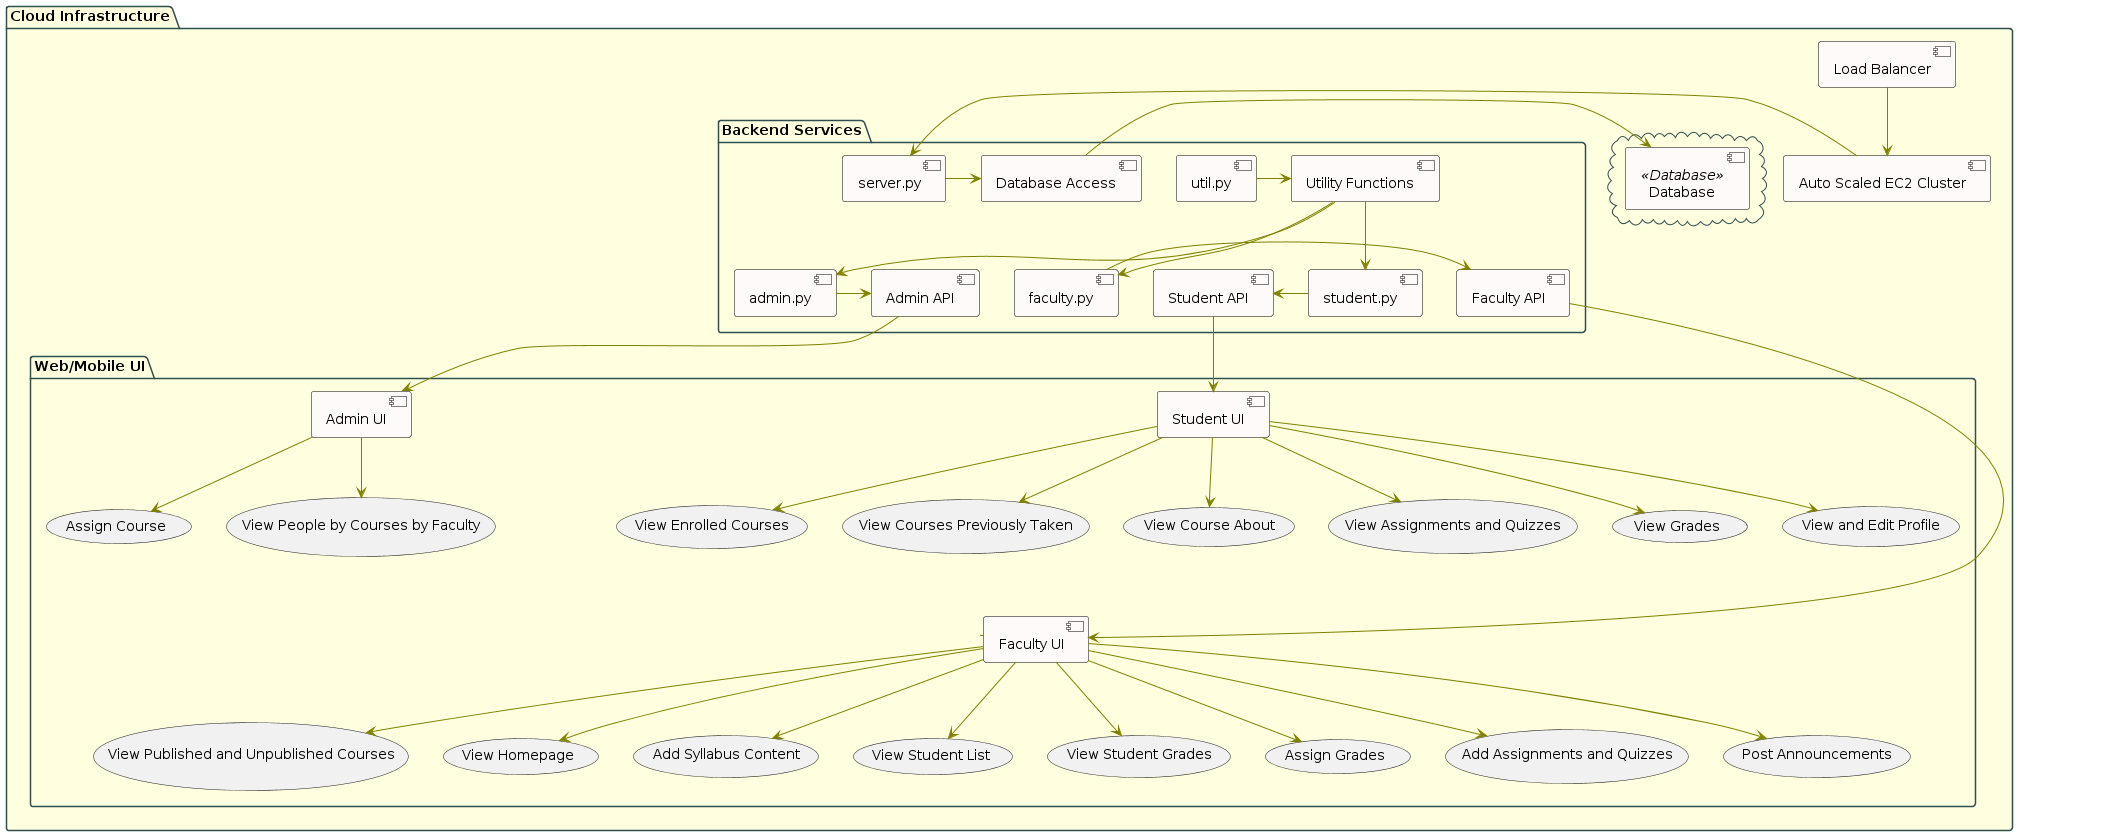 Cloud Infrastructure
Load Balancer
Backend Services
server.py
Database Access
util.py
Utility Functions
«Database»
Database
Auto Scaled EC2 Cluster
admin.py
Admin API
faculty.py
Student API
student.py
Faculty API
Web/Mobile UI
Admin UI
Student UI
Assign Course
View People by Courses by Faculty
View Enrolled Courses
View Courses Previously Taken
View Course About
View Assignments and Quizzes
View Grades
View and Edit Profile
Faculty UI
View Published and Unpublished Courses
View Homepage
Add Syllabus Content
View Student List
View Student Grades
Assign Grades
Add Assignments and Quizzes
Post Announcements